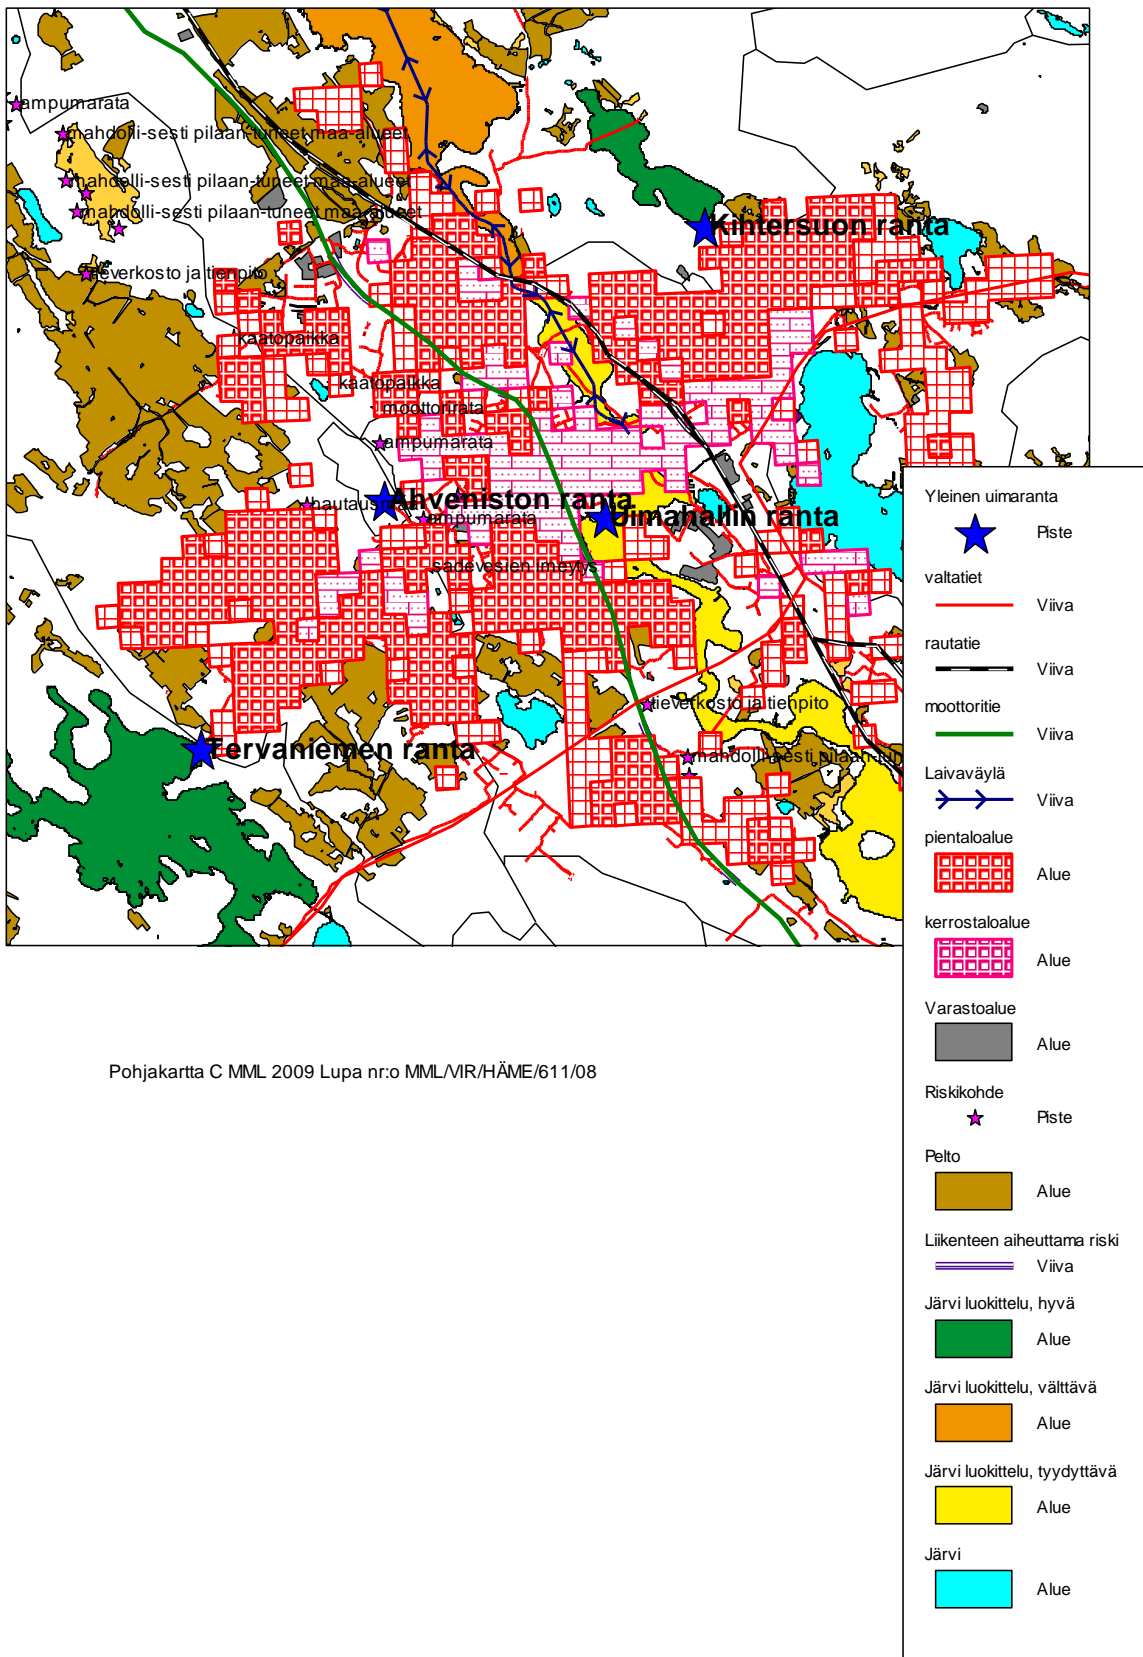 ampumarata
mahdolli-sesti pilaan-tuneet maa-alueet
mahdolli-sesti pilaan-tuneet maa-alueet
mahdolli-sesti pilaan-tuneet maa-alueet
Kihtersuon ranta
tieverkosto ja tienpito
kaatopaikka
kaatopaikka
moottorirata
ampumarata
Ahveniston ranta
hautausmaa
ampumarata
Uimahallin ranta
sadevesien imeytys
tieverkosto ja tienpito
Tervaniemen ranta
mahdolli-sesti pilaan-tun
Yleinen uimaranta
Piste
valtatiet
Viiva
rautatie
Viiva
moottoritie
Viiva
Laivaväylä
Viiva
pientaloalue
Alue
kerrostaloalue
Alue
Varastoalue
Alue
Riskikohde
Piste
Pelto
Alue
Liikenteen aiheuttama riski
Viiva
Järvi luokittelu, hyvä
Alue
Järvi luokittelu, välttävä
Alue
Järvi luokittelu, tyydyttävä
Alue
Järvi
Alue
Pohjakartta C MML 2009 Lupa nr:o MML/VIR/HÄME/611/08